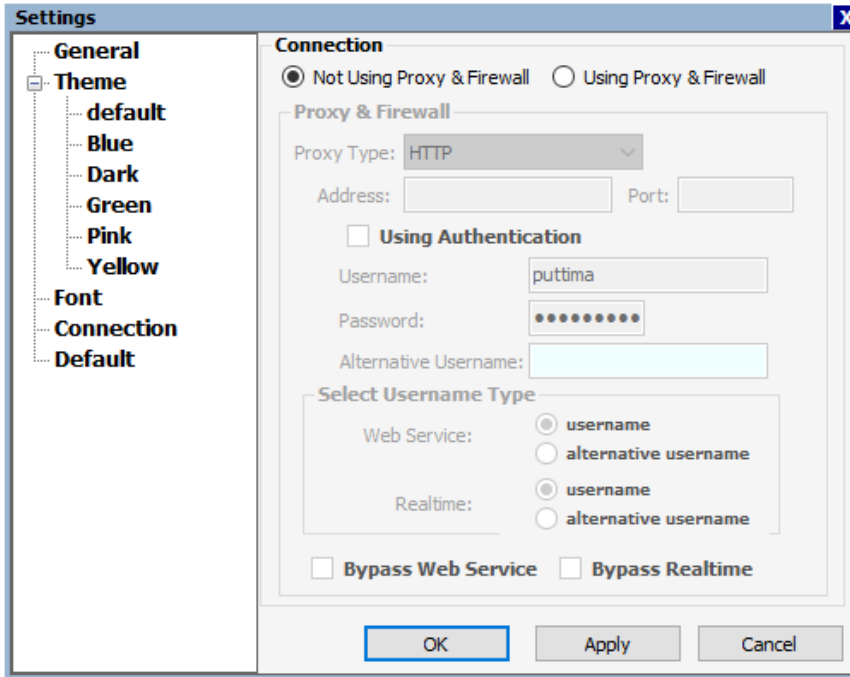 Settings
X
General
Theme
default
Blue
Dark
Green
Pink
Yellow
Font
Connection
Default
Connection
Not Using Proxy & Firewall Using Proxy & Firewall
Proxy & Firewall
Proxy Type: HTTP
Address: Port:
Using Authentication
Username: puttima
Password: ●●●●●●●●●
Alternative Username:
Select Username Type
Web Service: username
alternative username
Realtime: username
alternative username
Bypass Web Service Bypass Realtime
OK Apply Cancel